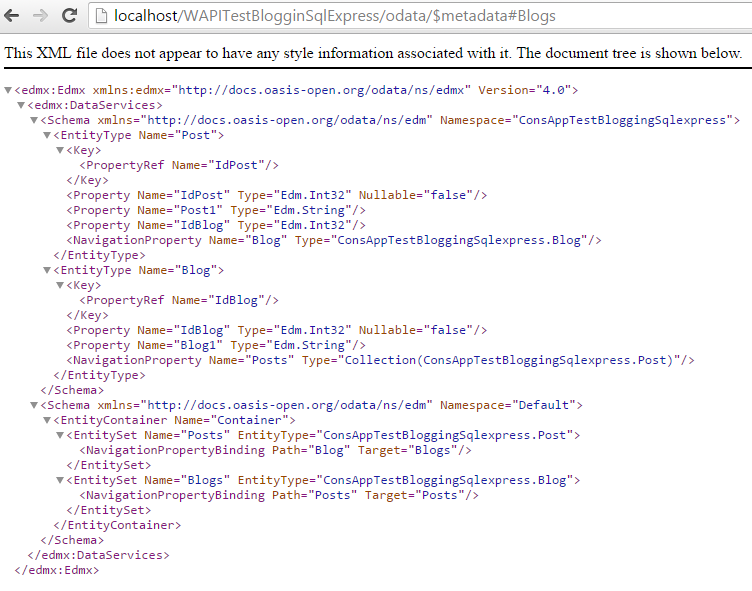 localhost/WAPITestBlogginSqlExpress/odata/$metadata#Blogs
This XML file does not appear to have any style information associated with it. The document tree is shown below.
<edmx:Edmx xmlns:edmx="http://docs.oasis-open.org/odata/ns/edmx" Version="4.0">
<edmx:DataServices>
<Schema xmlns="http://docs.oasis-open.org/odata/ns/edm" Namespace="ConsAppTestBloggingSqlexpress">
<EntityType Name="Post">
<Key>
<PropertyRef Name="IdPost"/>
</Key>
<Property Name="IdPost" Type="Edm.Int32" Nullable="false"/>
<Property Name="Post1" Type="Edm.String"/>
<Property Name="IdBlog" Type="Edm.Int32"/>
<NavigationProperty Name="Blog" Type="ConsAppTestBloggingSqlexpress.Blog"/>
</EntityType>
<EntityType Name="Blog">
<Key>
<PropertyRef Name="IdBlog"/>
</Key>
<Property Name="IdBlog" Type="Edm.Int32" Nullable="false"/>
<Property Name="Blog1" Type="Edm.String"/>
<NavigationProperty Name="Posts" Type="Collection(ConsAppTestBloggingSqlexpress.Post)"/>
</EntityType>
</Schema>
<Schema xmlns="http://docs.oasis-open.org/odata/ns/edm" Namespace="Default">
<EntityContainer Name="Container">
<EntitySet Name="Posts" EntityType="ConsAppTestBloggingSqlexpress.Post">
<NavigationPropertyBinding Path="Blog" Target="Blogs"/>
</EntitySet>
<EntitySet Name="Blogs" EntityType="ConsAppTestBloggingSqlexpress.Blog">
<NavigationPropertyBinding Path="Posts" Target="Posts"/>
</EntitySet>
</EntityContainer>
</Schema>
</edmx:DataServices>
</edmx:Edmx>